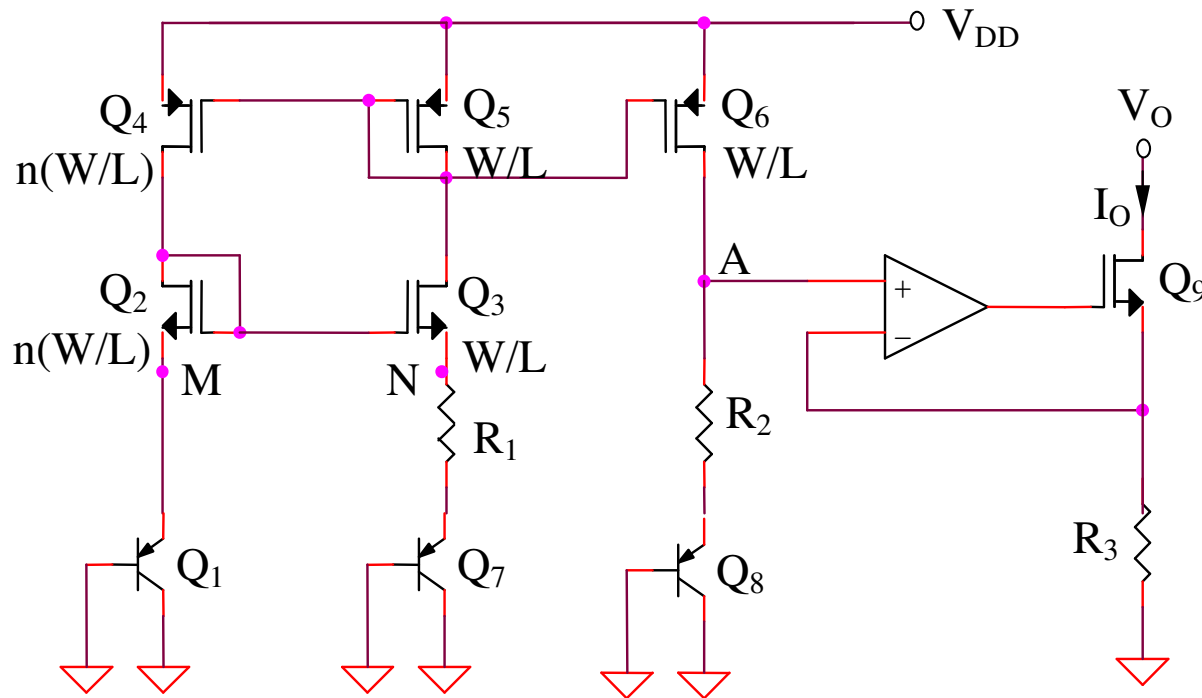 V_DD
Q_4
Q_5
Q_6
V_O
n(W/L)
W/L
W/L
I_O
A
Q_2
Q_3
+
Q_9
−
n(W/L)
W/L
M
N
R_1
R_2
R_3
Q_1
Q_7
Q_8